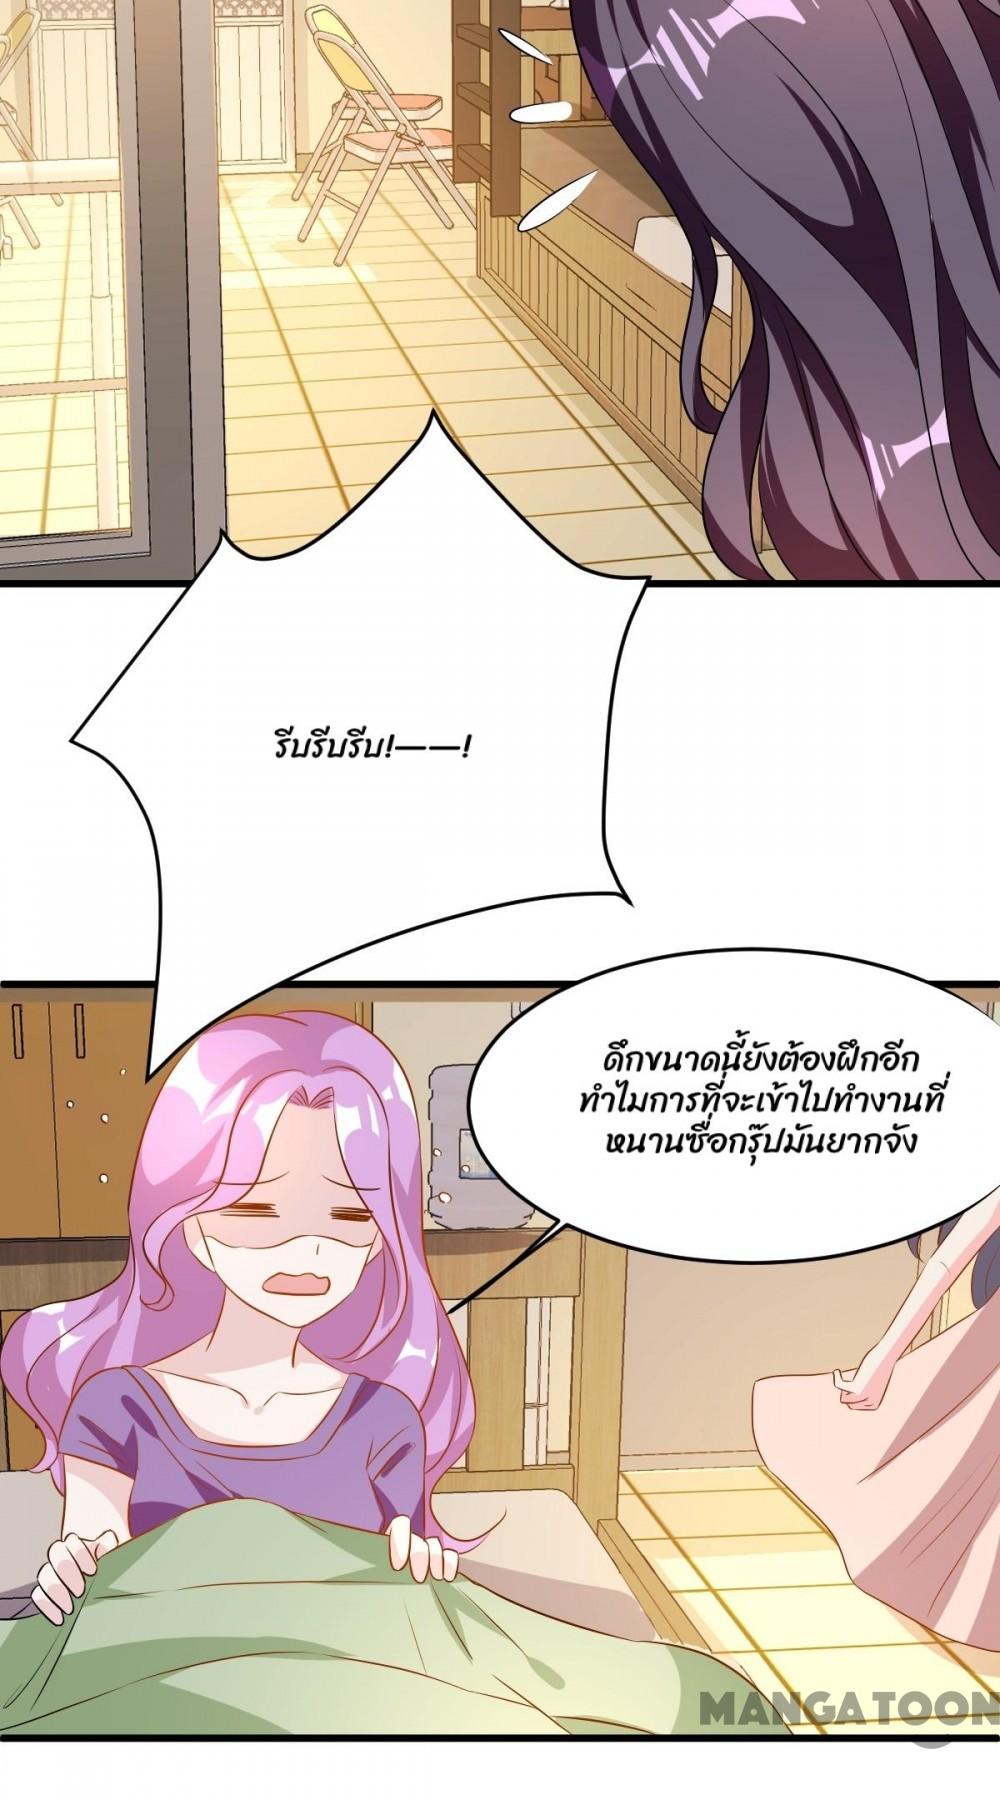 รีบรีบรีบ!——!
ดึกขนาดนี้ยังต้องฝึกอีก
ทำไมการที่จะเข้าไปทำงานที่
หนานซื่อกรุ๊ปมันยากจัง
MANGATOON